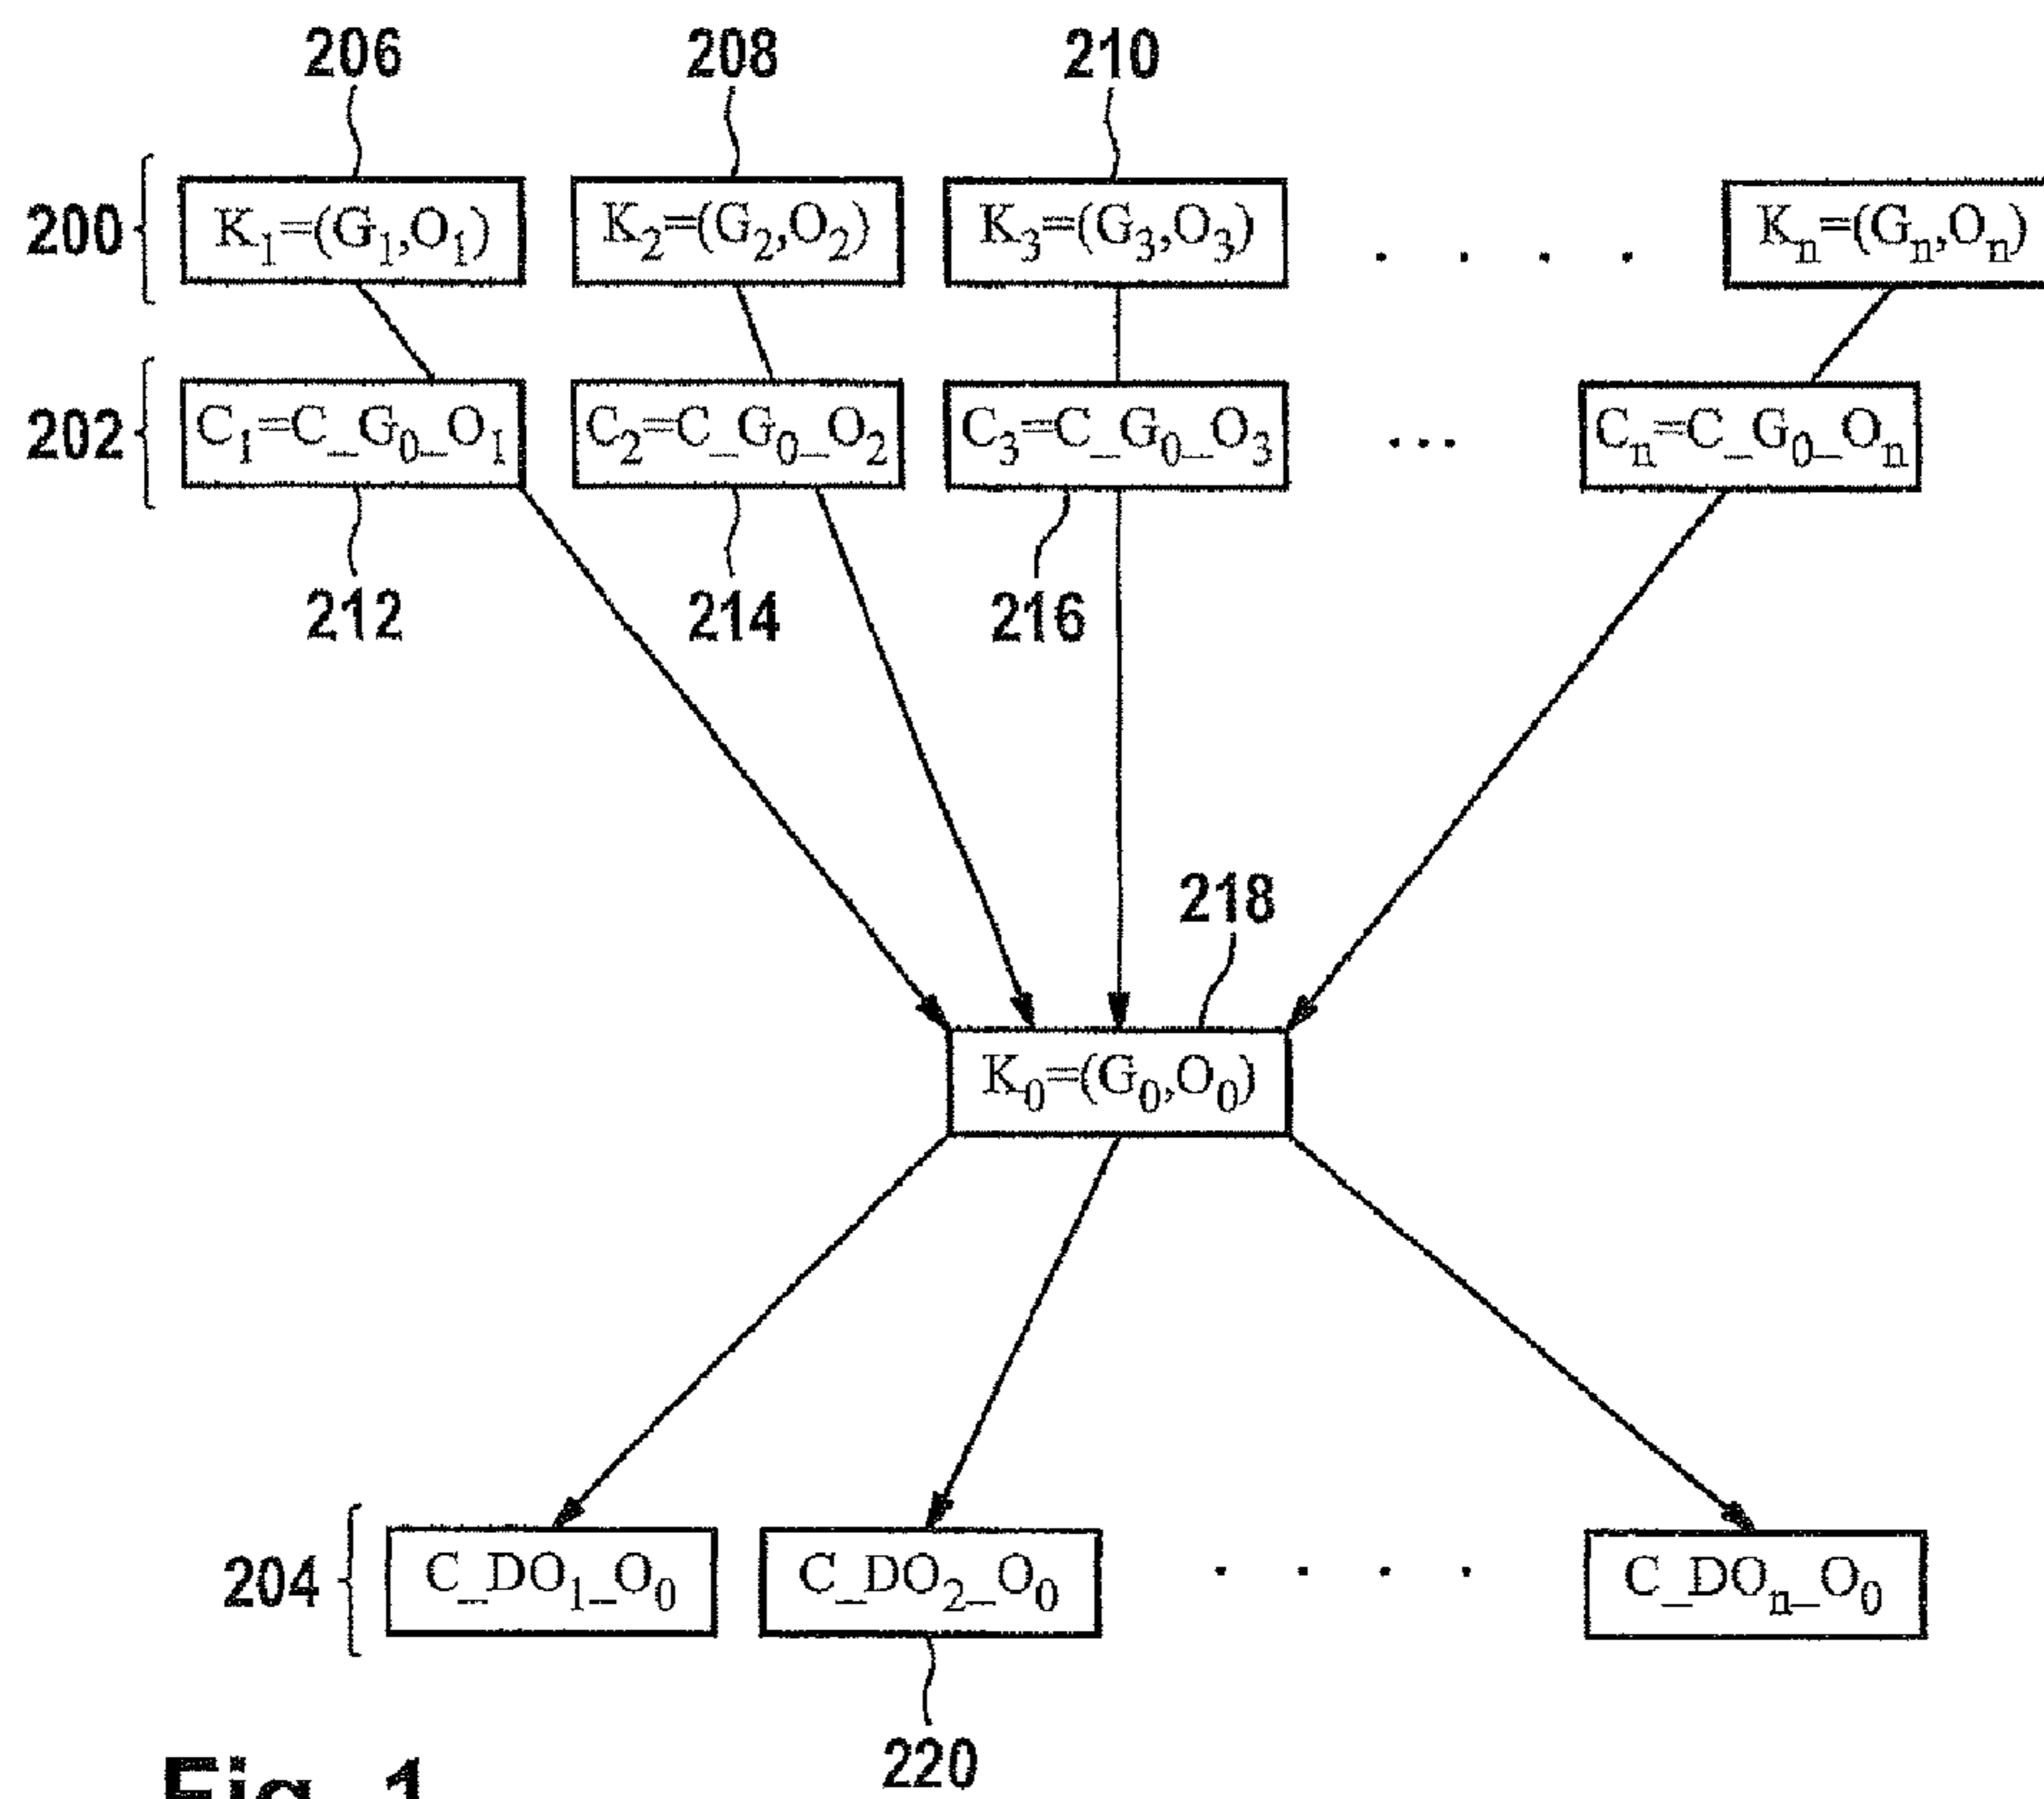 206 208 210
200 K₁=(G₁,O₁) K₂=(G₂,O₂) K₃=(G₃,O₃) . . . . Kₙ=(Gₙ,Oₙ)
202 C₁=C_G₀_O₁ C₂=C_G₀_O₂ C₃=C_G₀_O₃ ... Cₙ=C_G₀_Oₙ
212 214 216
218
K₀=(G₀,O₀)
204 C_DO₁_O₀ C_DO₂_O₀ . . . . C_DOₙ_O₀
220
Fig. 1